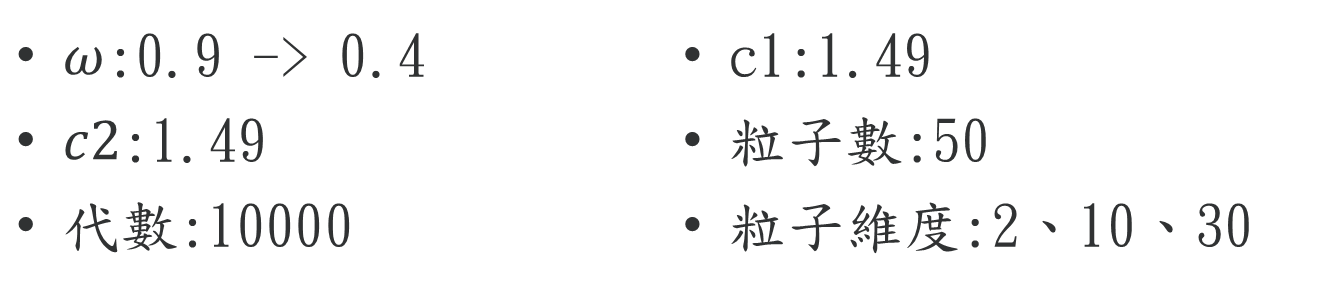 • ω:0.9 -> 0.4
• c1:1.49
• c2:1.49
• 粒子數:50
• 代數:10000
• 粒子維度:2、10、30